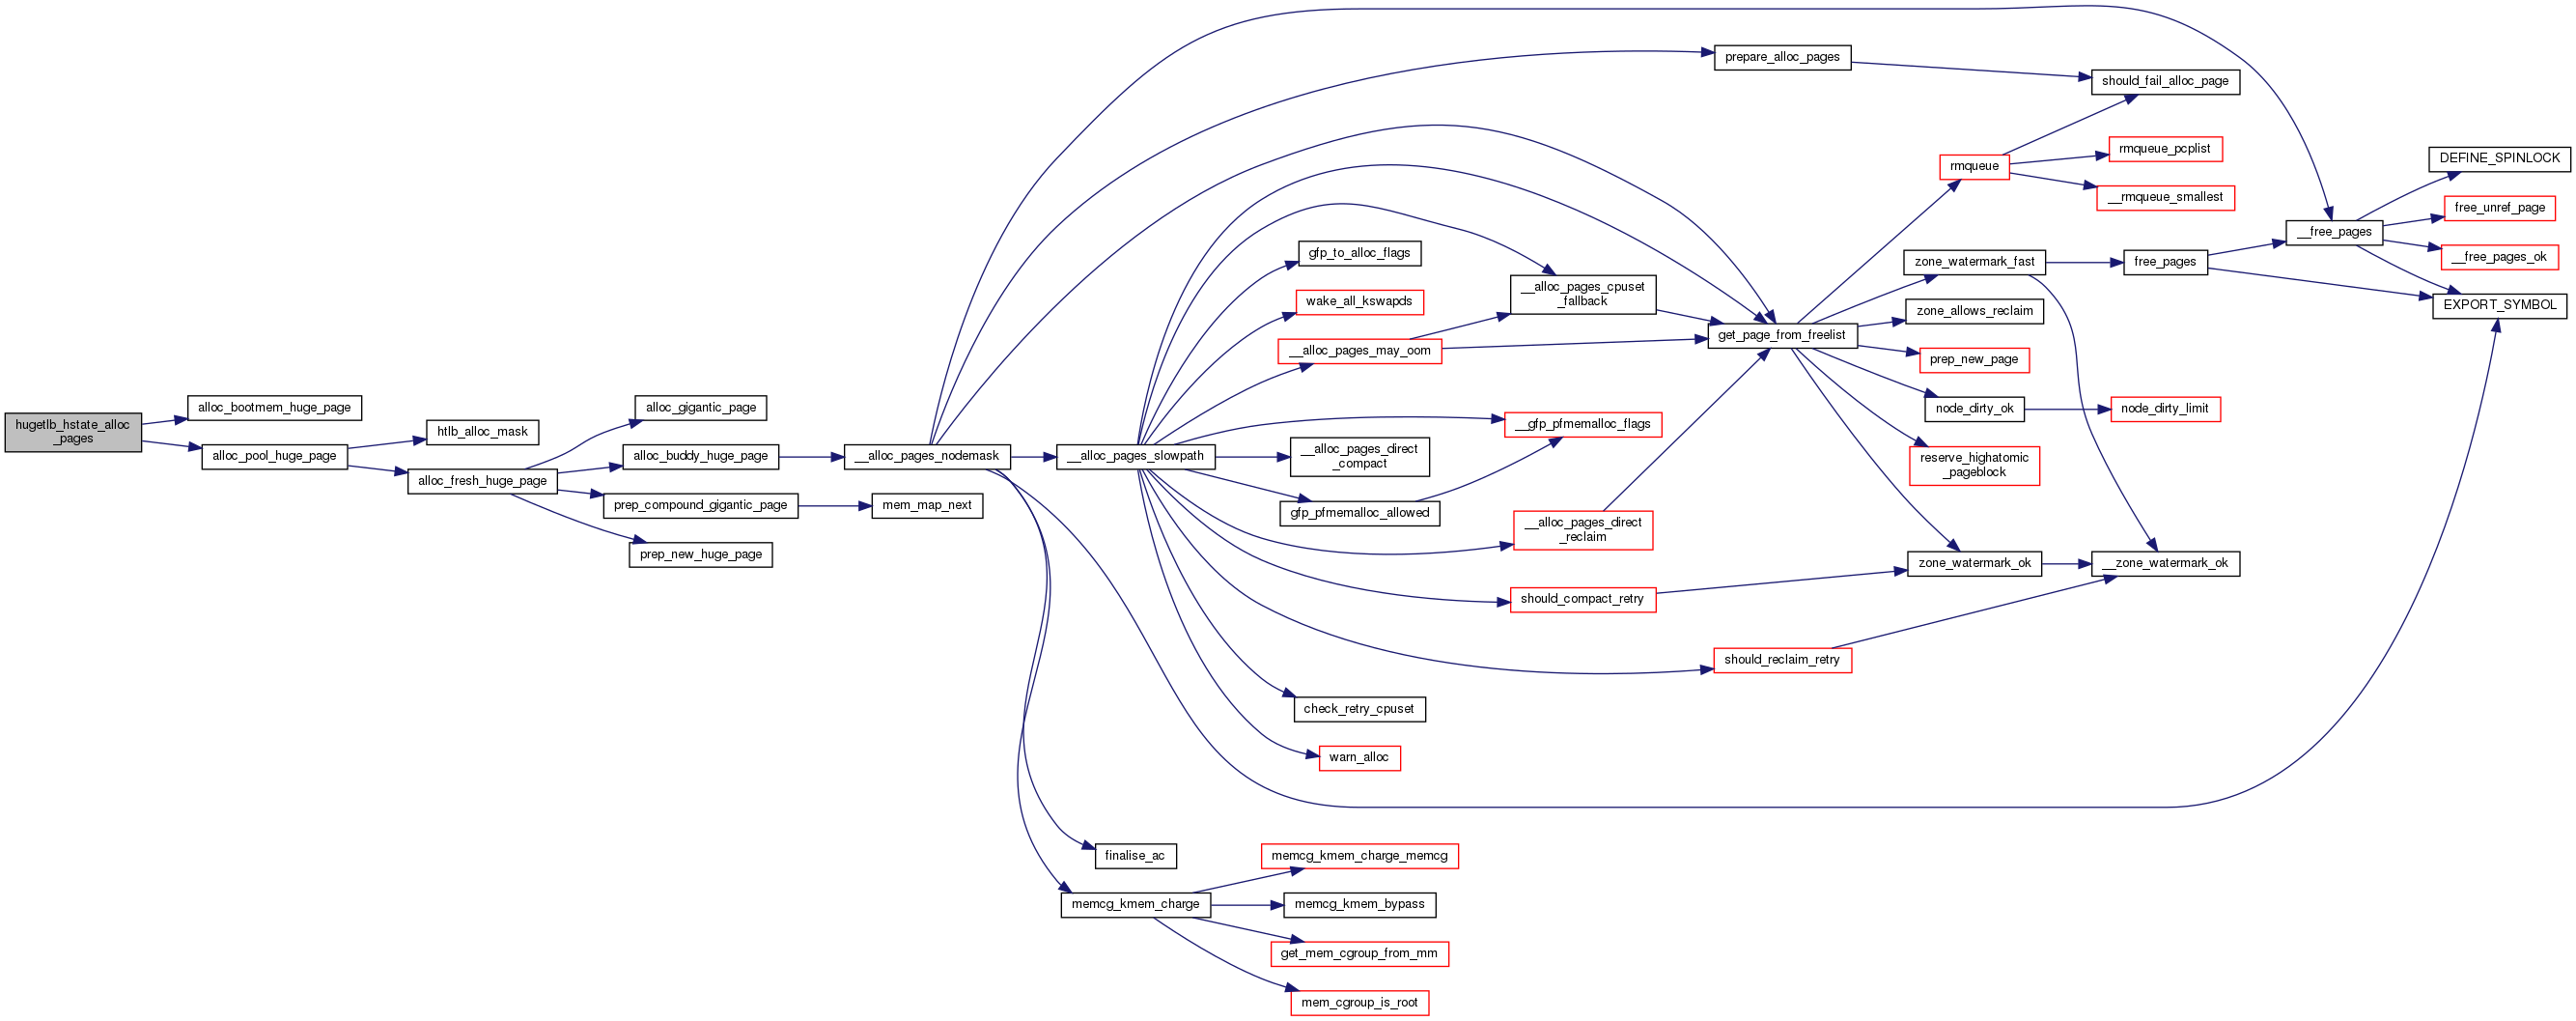 hugetlb_hstate_alloc
_pages
alloc_bootmem_huge_page
alloc_pool_huge_page
htlb_alloc_mask
alloc_fresh_huge_page
alloc_gigantic_page
alloc_buddy_huge_page
prep_compound_gigantic_page
prep_new_huge_page
__alloc_pages_nodemask
mem_map_next
__alloc_pages_slowpath
finalise_ac
memcg_kmem_charge
gfp_to_alloc_flags
wake_all_kswapds
__alloc_pages_may_oom
__alloc_pages_direct
_compact
gfp_pfmemalloc_allowed
check_retry_cpuset
warn_alloc
memcg_kmem_charge_memcg
memcg_kmem_bypass
get_mem_cgroup_from_mm
mem_cgroup_is_root
__alloc_pages_cpuset
_fallback
__gfp_pfmemalloc_flags
__alloc_pages_direct
_reclaim
should_compact_retry
prepare_alloc_pages
get_page_from_freelist
should_reclaim_retry
rmqueue
zone_watermark_fast
zone_allows_reclaim
prep_new_page
node_dirty_ok
reserve_highatomic
_pageblock
zone_watermark_ok
should_fail_alloc_page
rmqueue_pcplist
__rmqueue_smallest
free_pages
node_dirty_limit
__zone_watermark_ok
__free_pages
DEFINE_SPINLOCK
free_unref_page
__free_pages_ok
EXPORT_SYMBOL